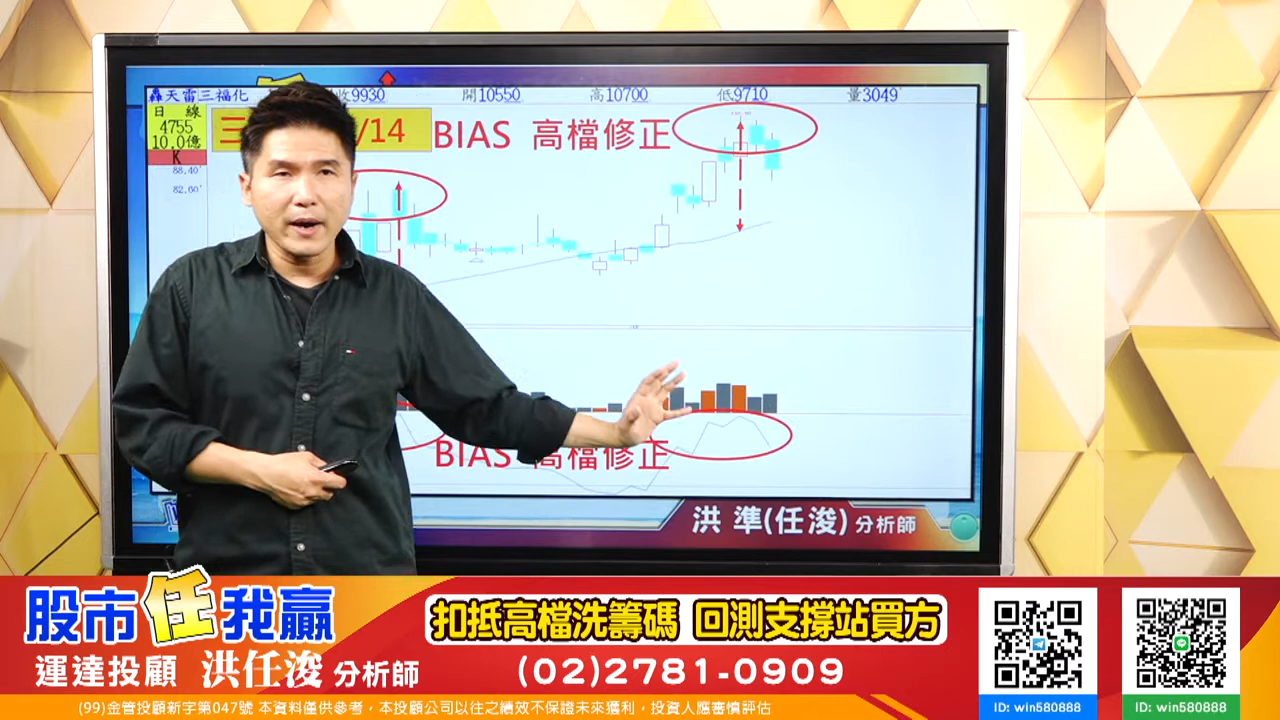 轟天雷三福化 收9930 開10550 高10700 低9710 量3049
日 線
4755
10.0億
K
88.40
82.60
三 /14 BIAS 高檔修正
BIAS 高檔修正
洪 準(任浚)分析師
股市任我贏
運達投顧 洪任浚 分析師
扣抵高檔洗籌碼 回測支撐站買方
(02)2781-0909
ID: win580888
ID: win580888
(99)金管投顧新字第047號 本資料僅供參考,本投顧公司以往之績效不保證未來獲利,投資人應審慎評估